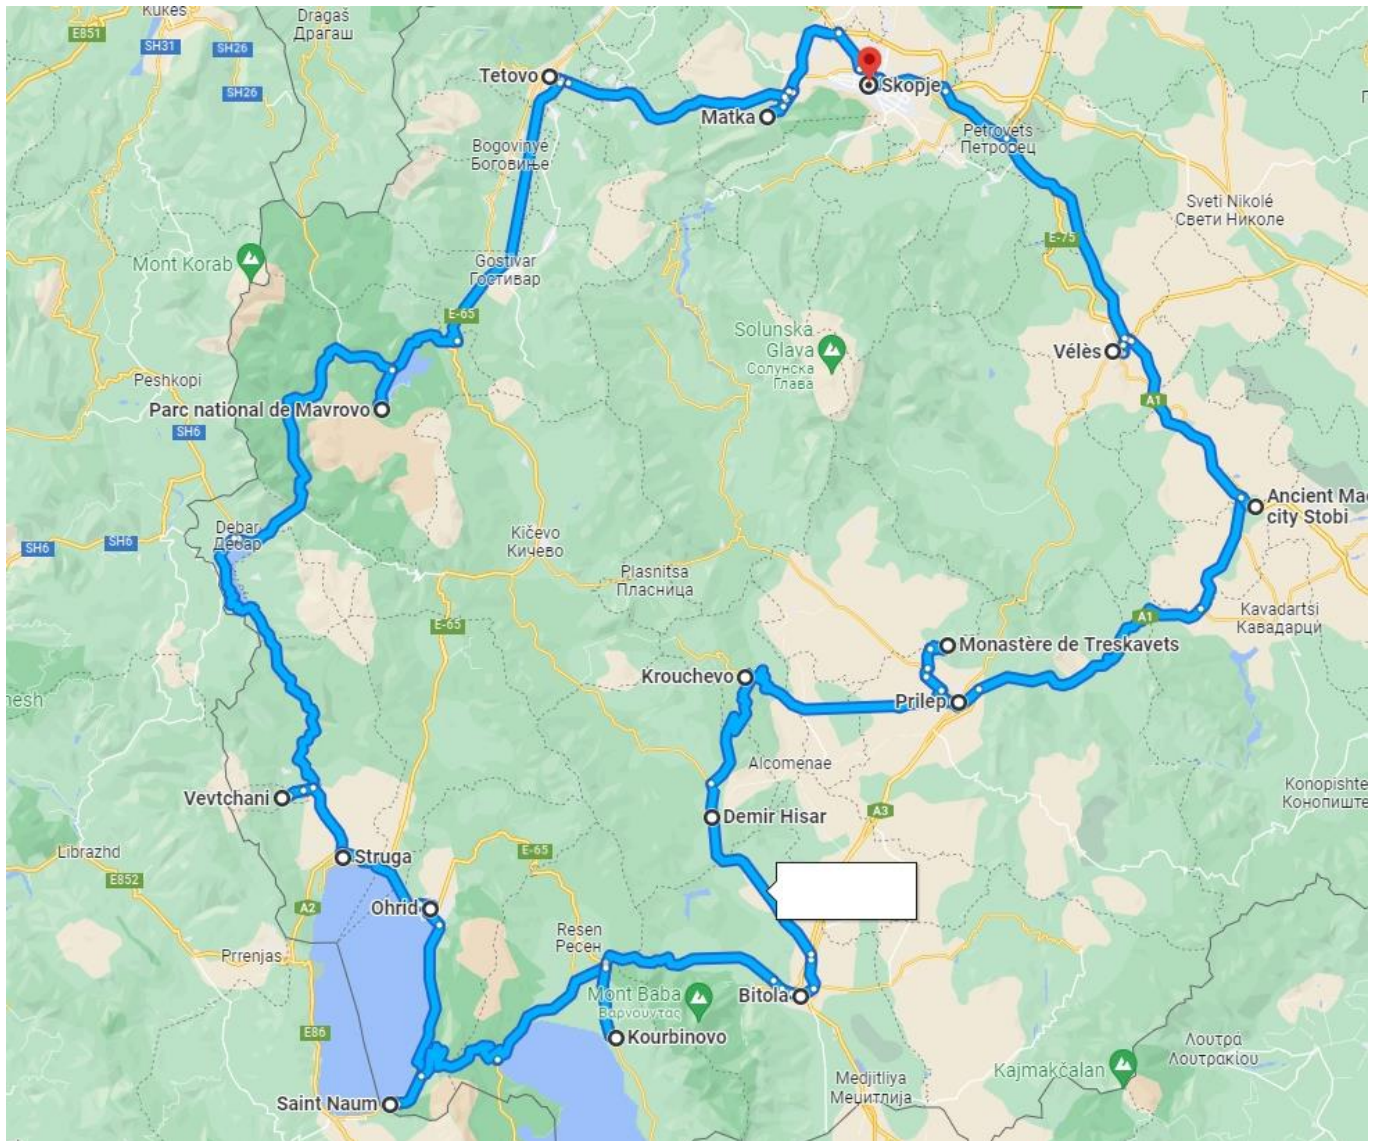 Kukës
Dragaš
Драгаш
E851
SH31
SH26
SH26
Tetovo
Skopje
Matka
Petrovets
Петровец
Bogovinye
Боговиње
Sveti Nikolé
Свети Николе
E-75
Mont Korab
Gostivar
Гостивар
E-65
Solunska
Glava
Солунска
Глава
Vélès
Peshkopi
A1
Parc national de Mavrovo
SH6
Ancient Mac
city Stobi
Debar
Дебар
SH6
SH6
Kičevo
Кичево
Plasnitsa
Пласница
Kavadartsi
Кавадарци
A1
E-65
Monastère de Treskavets
Krouchevo
Prilep
Alcomenae
Vevtchani
Konopishte
Конопиште
Demir Hisar
A3
Librazhd
Struga
E-65
E852
Ohrid
A2
Resen
Ресен
Prrenjas
Mont Baba
Βαρνούντας
Bitola
E86
Kourbinovo
Λουτρά
Λουτρακίου
Kajmakčalan
Medjitliya
Меџитлија
Saint Naum